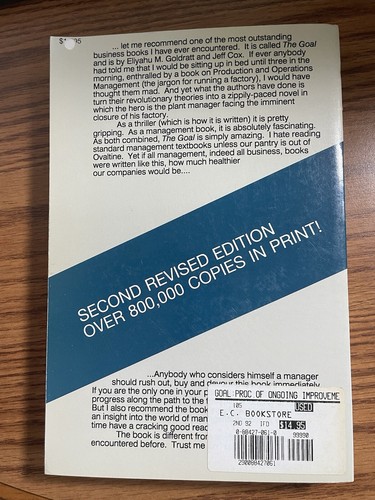 $1 .95
... let me recommend one of the most outstanding
business books I have ever encountered. It is called The Goal
and is by Eliyahu M. Goldratt and Jeff Cox. If ever anybody
had told me that I would be sitting up in bed until three in the
morning, enthralled by a book on Production and Operations
Management (the jargon for running a factory), I would have
thought them mad. And yet what the authors have done is
turn their revolutionary theories into a zippily-paced novel in
which the hero is the plant manager facing the imminent
closure of his factory.
As a thriller (which is how it is written) it is pretty
gripping. As a management book, it is absolutely fascinating.
As both combined, The Goal is simply amazing. I hate reading
standard management textbooks unless our pantry is out of
Ovaltine. Yet if all management, indeed all business, books
were written like this, how much healthier
our companies would be....
SECOND REVISED EDITION
OVER 800,000 COPIES IN PRINT!
...Anybody who considers himself a manager
should rush out, buy and devour this book immediately.
If you are the only one in your p
progress along the path to the t
But I also recommend the book
an insight into the world of man
time have a cracking good read
The book is different from
encountered before. Trust me
GOAL PROC OF ONGOING IMPROVEME
105 USED
E.C. BOOKSTORE
2ND 92 IFD $14.95
0-88427-061-0 99990
290088427061